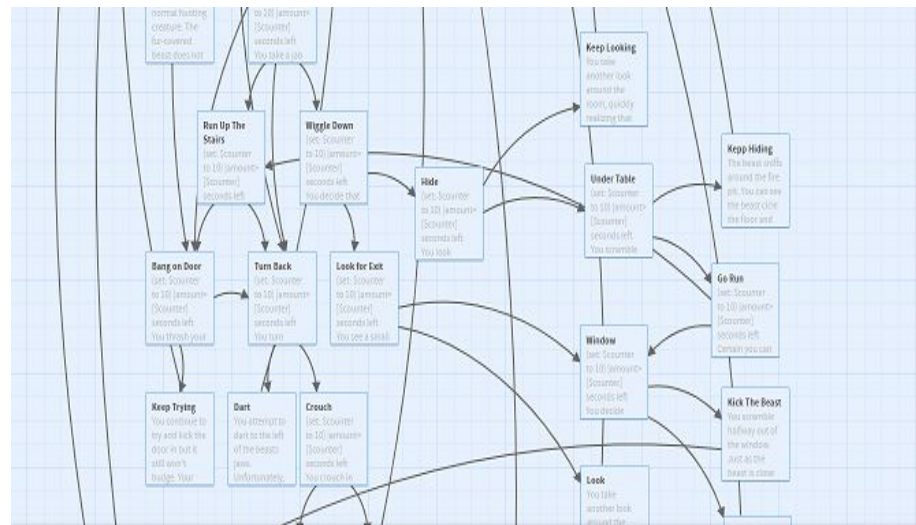 normal hunting
creature. The
fur-covered
beast does not
to 10) |amount>
[$counter]
seconds left
You take a jab
Keep Looking
You take
another look
around the
room, quickly
realizing that
Run Up The
Stairs
(set: $counter
to 10) |amount>
[$counter]
seconds left
Wiggle Down
(set: $counter
to 10) |amount>
[$counter]
seconds left
You decide that
Kepp Hiding
The beast sniffs
around the fire
pit. You can see
the beast circle
the floor and
Hide
(set: $counter
to 10) |amount>
[$counter]
seconds left
You look
Under Table
(set: $counter
to 10) |amount>
[$counter]
seconds left
You scramble
Bang on Door
(set: $counter
to 10) |amount>
[$counter]
seconds left
You thrash your
Turn Back
(set: $counter
to 10) |amount>
[$counter]
seconds left
You turn
Look for Exit
(set: $counter
to 10) |amount>
[$counter]
seconds left
You see a small
Go Run
(set: $counter
to 10) |amount>
[$counter]
seconds left
Certain you can
Window
(set: $counter
to 10) |amount>
[$counter]
seconds left
You decide
Keep Trying
You continue to
try and kick the
door in but it
still won't
budge. Your
Dart
You attempt to
dart to the left
of the beasts
jaws.
Unfortunately,
Crouch
(set: $counter
to 10) |amount>
[$counter]
seconds left
You crouch in
Kick The Beast
You scramble
halfway out of
the window
just as the
beast is close
Look
You take
another look
around the